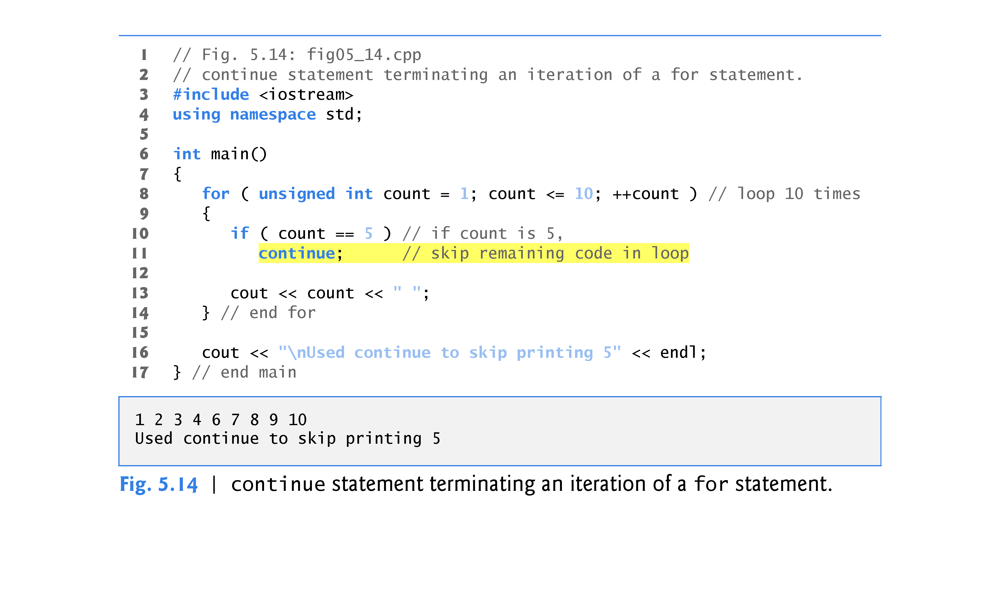 1 // Fig. 5.14: fig05_14.cpp
2 // continue statement terminating an iteration of a for statement.
3 #include <iostream>
4 using namespace std;
5
6 int main()
7 {
8    for ( unsigned int count = 1; count <= 10; ++count ) // loop 10 times
9    {
10       if ( count == 5 ) // if count is 5,
11          continue;      // skip remaining code in loop
12
13       cout << count << " ";
14    } // end for
15
16    cout << "\nUsed continue to skip printing 5" << endl;
17 } // end main
1 2 3 4 6 7 8 9 10
Used continue to skip printing 5
Fig. 5.14 | continue statement terminating an iteration of a for statement.